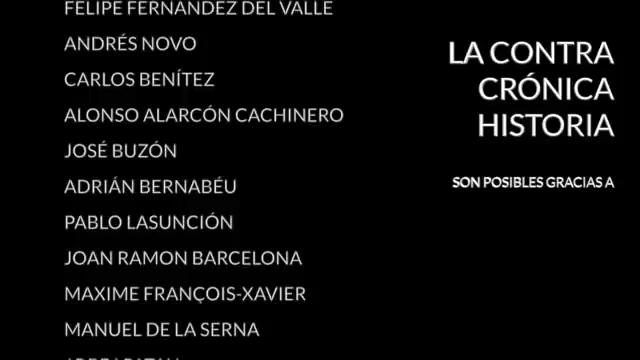 FELIPE FERNÁNDEZ DEL VALLE
ANDRÉS NOVO
CARLOS BENÍTEZ
ALONSO ALARCÓN CACHINERO
JOSÉ BUZÓN
ADRIÁN BERNABÉU
PABLO LASUNCIÓN
JOAN RAMON BARCELONA
MAXIME FRANÇOIS-XAVIER
MANUEL DE LA SERNA
LA CONTRA
CRÓNICA
HISTORIA
SON POSIBLES GRACIAS A